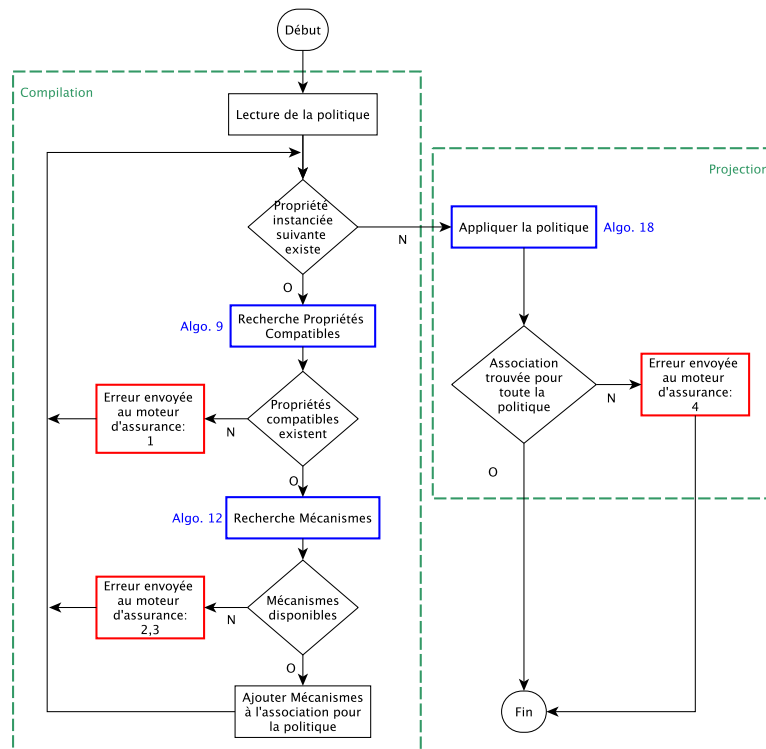 Début
Compilation
Lecture de la politique
Propriété
instanciée
suivante
existe
N
O
Algo. 9
Recherche Propriétés
Compatibles
Propriétés
compatibles
existent
N
Erreur envoyée
au moteur
d'assurance:
1
O
Algo. 12
Recherche Mécanismes
Mécanismes
disponibles
N
Erreur envoyée
au moteur
d'assurance:
2,3
O
Ajouter Mécanismes
à l'association pour
la politique
Projection
Appliquer la politique
Algo. 18
Association
trouvée pour
toute la
politique
N
Erreur envoyée
au moteur
d'assurance:
4
O
Fin